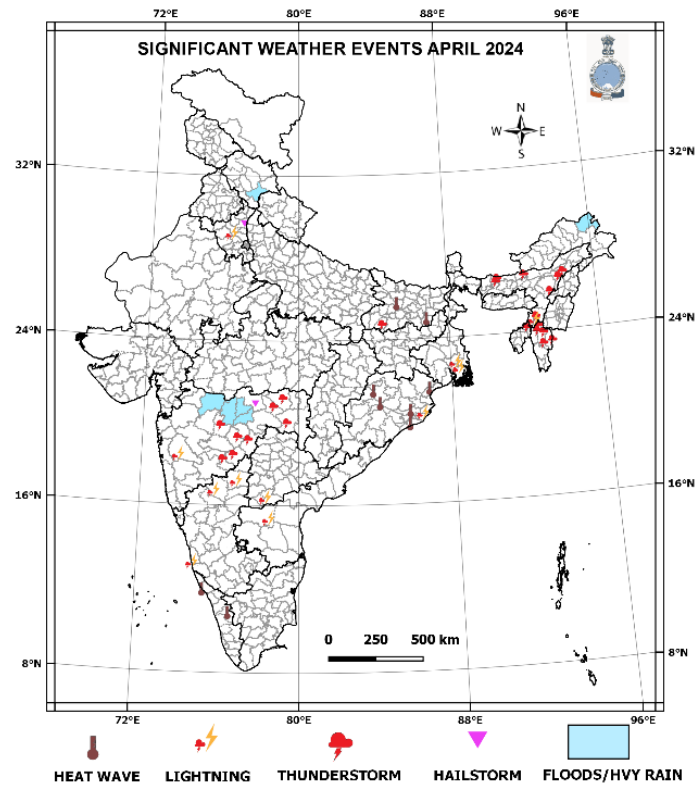 72°E 80°E 88°E 96°E
SIGNIFICANT WEATHER EVENTS APRIL 2024
N
W E
S
32°N 32°N
24°N 24°N
16°N 16°N
0 250 500 km
8°N 8°N
72°E 80°E 88°E 96°E
HEAT WAVE LIGHTNING THUNDERSTORM HAILSTORM FLOODS/HVY RAIN